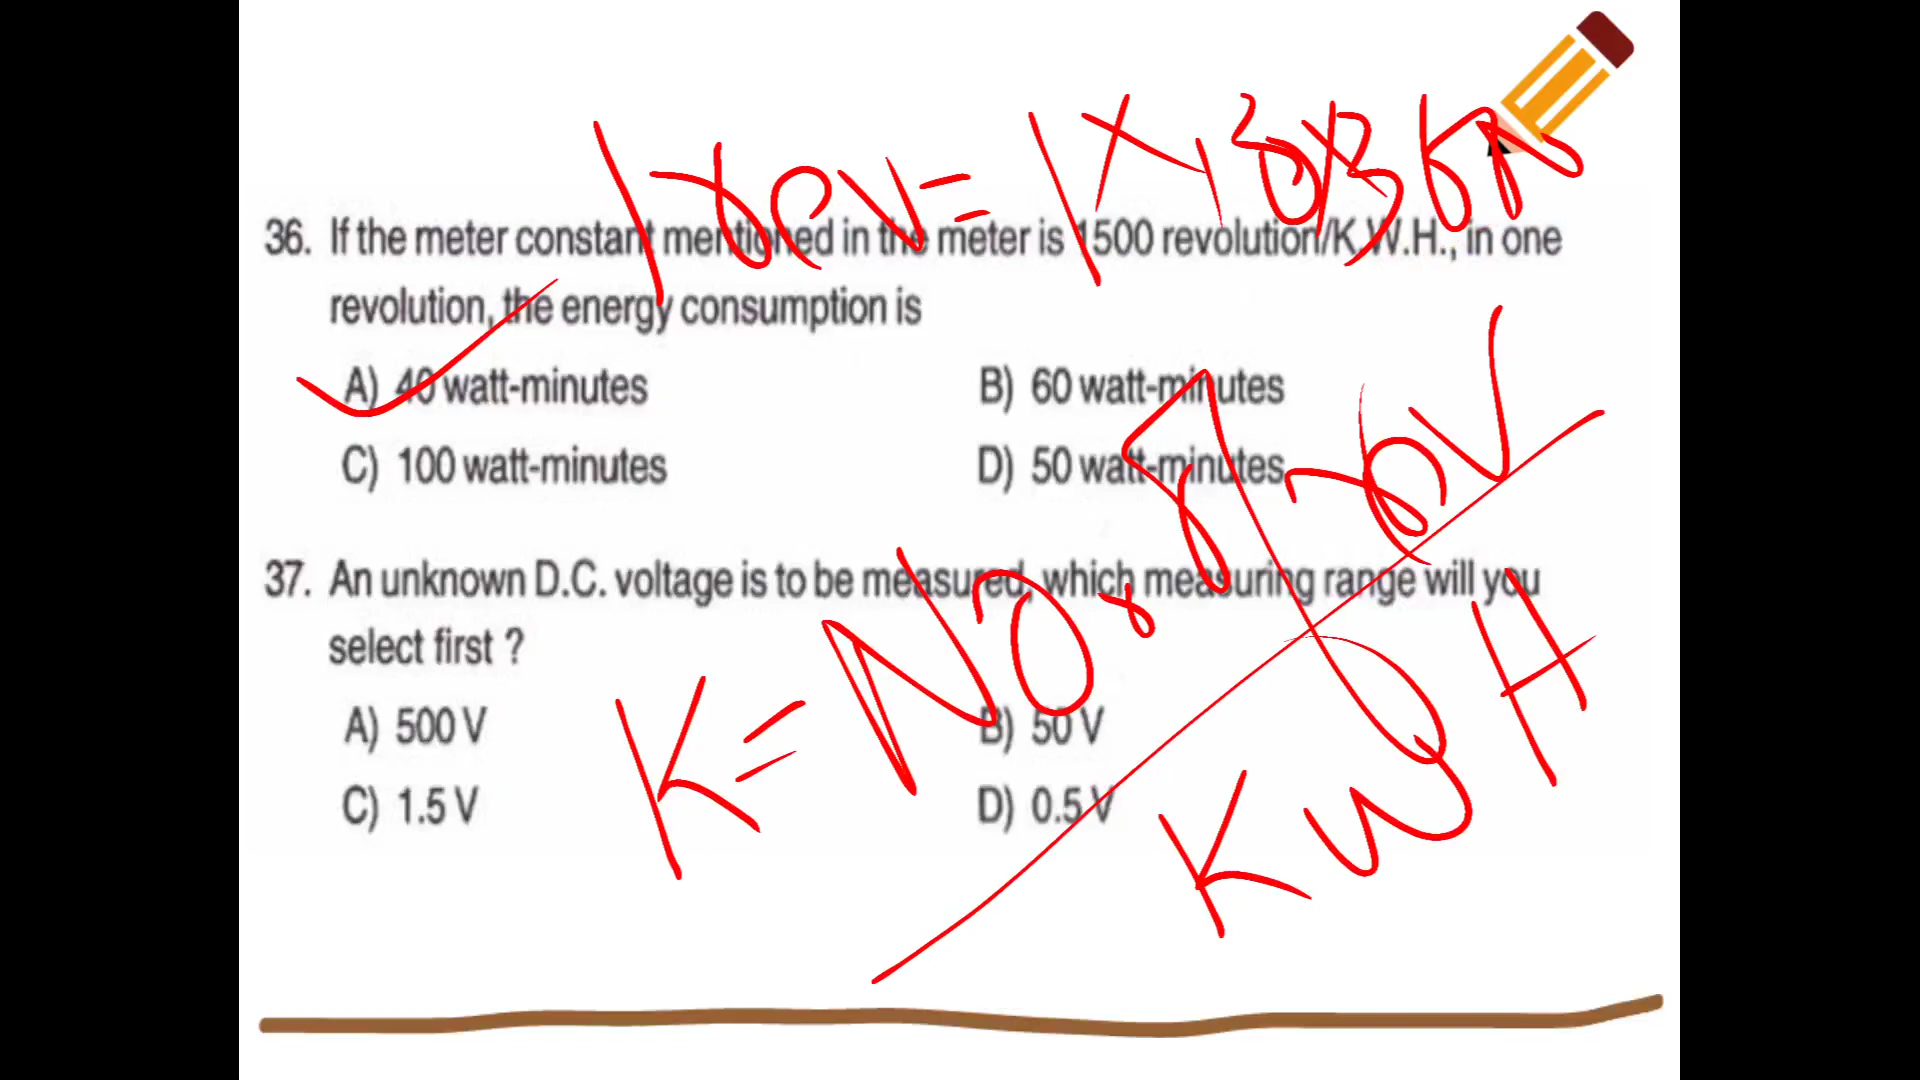 36. If the meter constant mentioned in the meter is 1500 revolution/K.W.H., in one
revolution, the energy consumption is
A) 40 watt-minutes
B) 60 watt-minutes
C) 100 watt-minutes
D) 50 watt-minutes
37. An unknown D.C. voltage is to be measured, which measuring range will you
select first ?
A) 500 V
B) 50 V
C) 1.5 V
D) 0.5 V
1 rev =
K = No. of rev
KWH